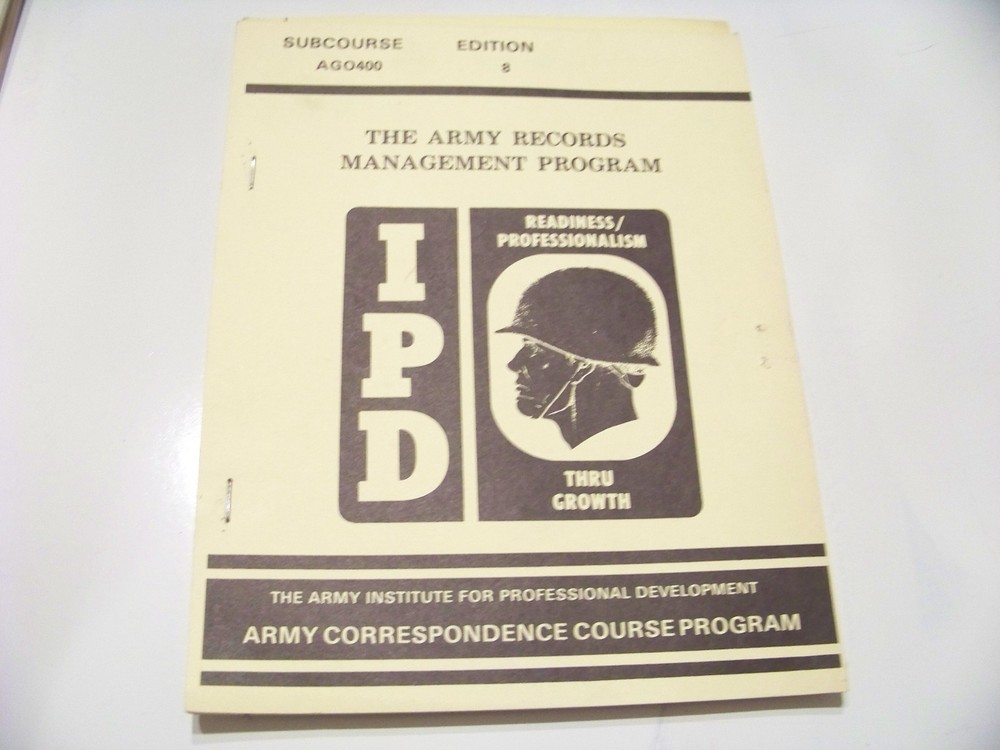 SUBCOURSE EDITION
AG0400 8
THE ARMY RECORDS
MANAGEMENT PROGRAM
IPD
READINESS/
PROFESSIONALISM
THRU
GROWTH
THE ARMY INSTITUTE FOR PROFESSIONAL DEVELOPMENT
ARMY CORRESPONDENCE COURSE PROGRAM